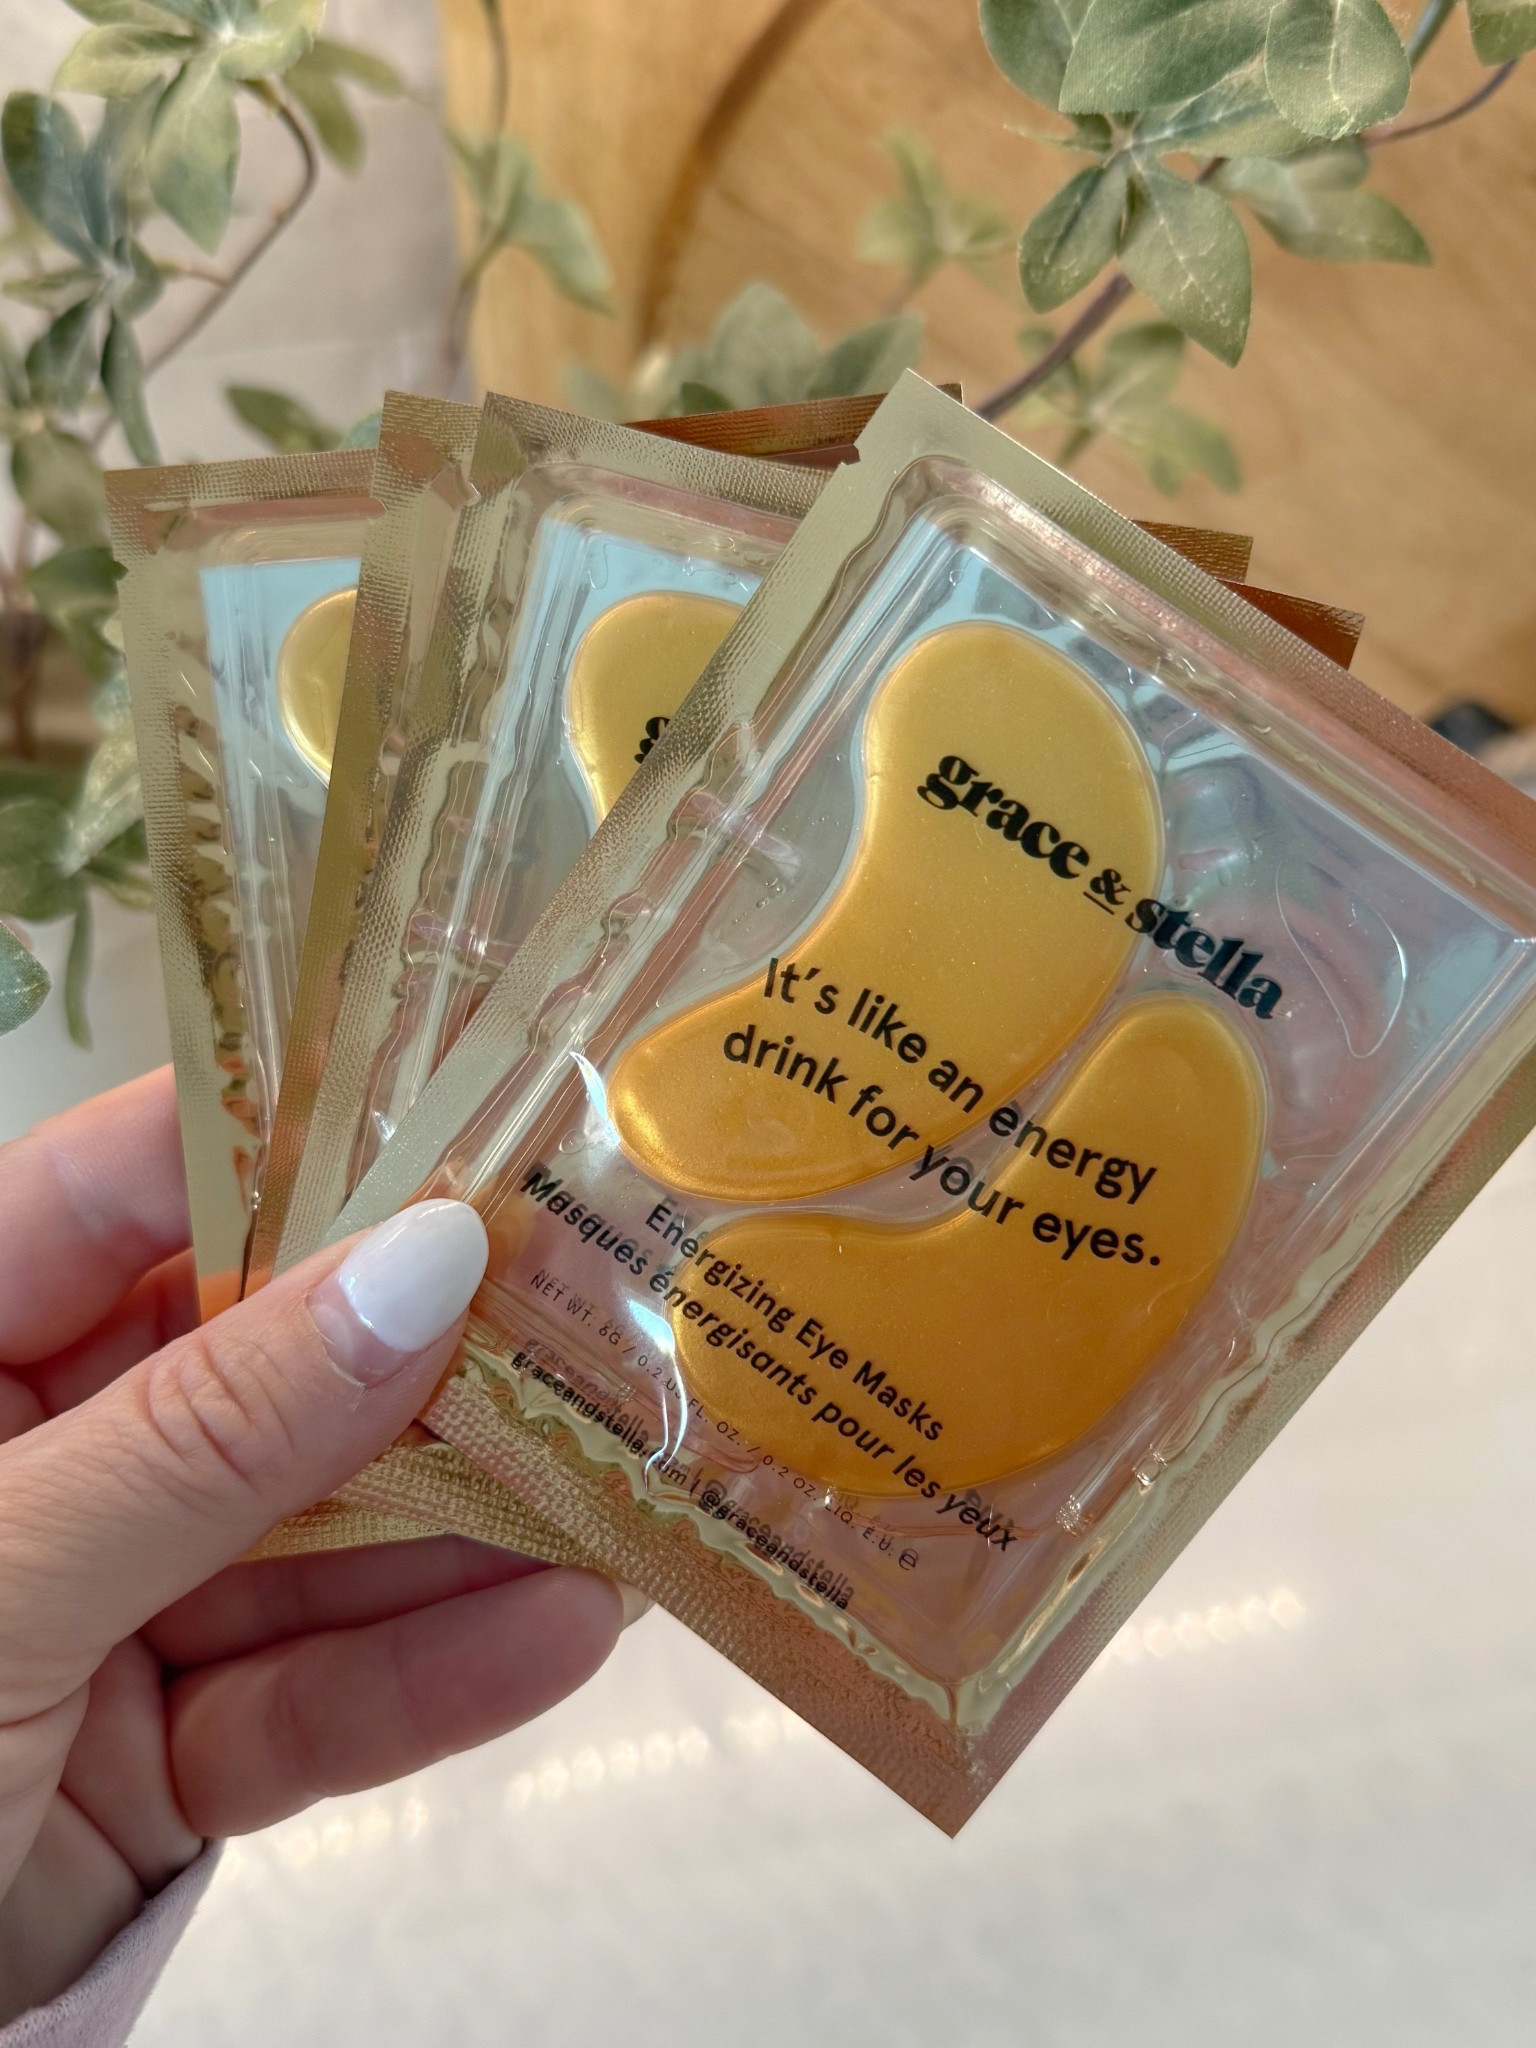 grace & stella
It's like an energy
drink for your eyes.
Energizing Eye Masks
Masques énergisants pour les yeux
NET WT. 6G / 0.2 US FL. OZ. / 0.2 OZ. LIQ. É.U. ℮
graceandstella.com | @graceandstella
g